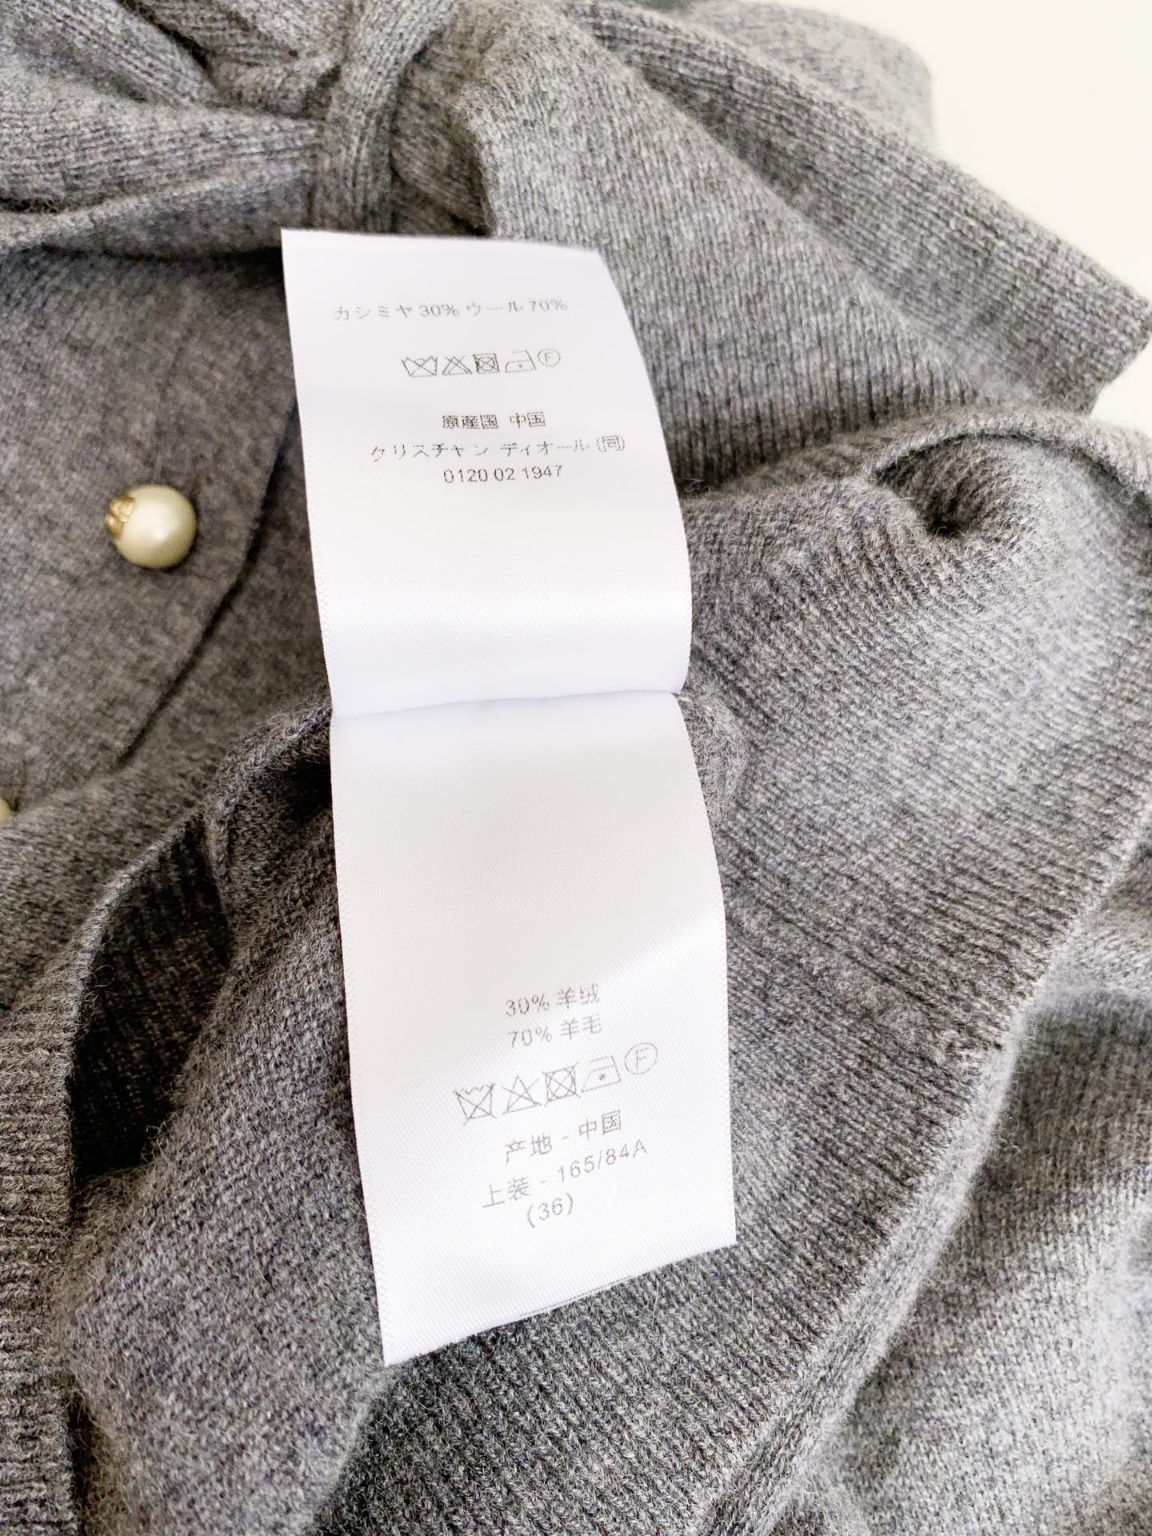 カシミヤ 30% ウール 70%
F
原産国 中国
クリスチャン ディオール (同)
0120 02 1947
30% 羊绒
70% 羊毛
F
产地 - 中国
上装 - 165/84A
(36)